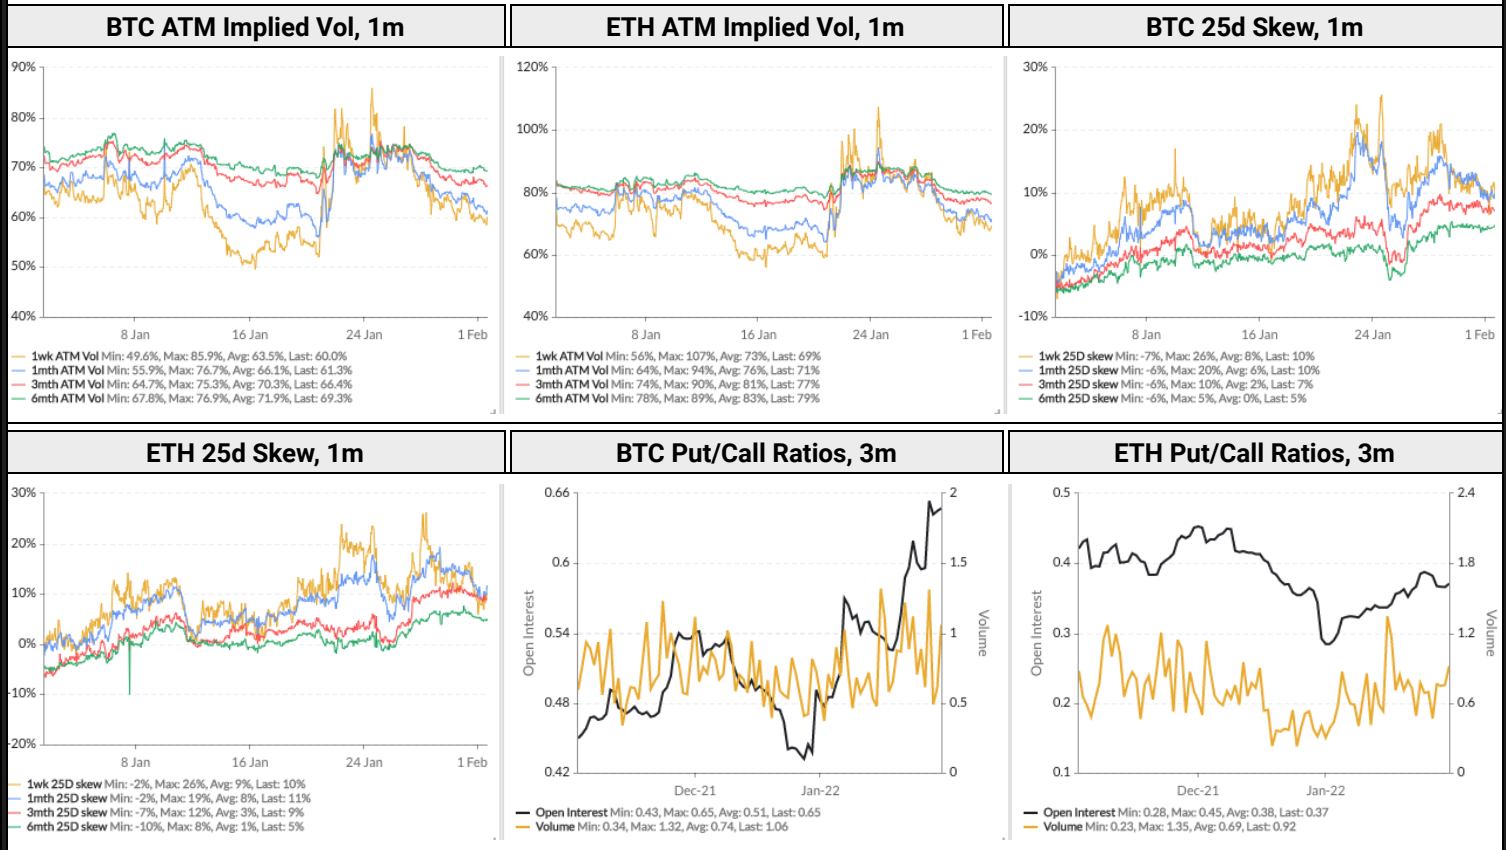 BTC ATM Implied Vol, 1m
90%
80%
70%
60%
50%
40%
8 Jan
16 Jan
24 Jan
1 Feb
1wk ATM Vol Min: 49.6%, Max: 85.9%, Avg: 63.5%, Last: 60.0%
1mth ATM Vol Min: 55.9%, Max: 76.7%, Avg: 66.1%, Last: 61.3%
3mth ATM Vol Min: 64.7%, Max: 75.3%, Avg: 70.3%, Last: 66.4%
6mth ATM Vol Min: 67.8%, Max: 76.9%, Avg: 71.9%, Last: 69.3%
ETH ATM Implied Vol, 1m
120%
100%
80%
60%
40%
8 Jan
16 Jan
24 Jan
1 Feb
1wk ATM Vol Min: 56%, Max: 107%, Avg: 73%, Last: 69%
1mth ATM Vol Min: 64%, Max: 94%, Avg: 76%, Last: 71%
3mth ATM Vol Min: 74%, Max: 90%, Avg: 81%, Last: 77%
6mth ATM Vol Min: 78%, Max: 89%, Avg: 83%, Last: 79%
BTC 25d Skew, 1m
30%
20%
10%
0%
-10%
8 Jan
16 Jan
24 Jan
1 Feb
1wk 25D skew Min: -7%, Max: 26%, Avg: 8%, Last: 10%
1mth 25D skew Min: -6%, Max: 20%, Avg: 6%, Last: 10%
3mth 25D skew Min: -6%, Max: 10%, Avg: 2%, Last: 7%
6mth 25D skew Min: -6%, Max: 5%, Avg: 0%, Last: 5%
ETH 25d Skew, 1m
30%
20%
10%
0%
-10%
-20%
8 Jan
16 Jan
24 Jan
1 Feb
1wk 25D skew Min: -2%, Max: 26%, Avg: 9%, Last: 10%
1mth 25D skew Min: -2%, Max: 19%, Avg: 8%, Last: 11%
3mth 25D skew Min: -7%, Max: 12%, Avg: 3%, Last: 9%
6mth 25D skew Min: -10%, Max: 8%, Avg: 1%, Last: 5%
BTC Put/Call Ratios, 3m
0.66
0.6
0.54
0.48
0.42
Open Interest
2
1.5
1
0.5
0
Volume
Dec-21
Jan-22
Open Interest Min: 0.43, Max: 0.65, Avg: 0.51, Last: 0.65
Volume Min: 0.34, Max: 1.32, Avg: 0.74, Last: 1.06
ETH Put/Call Ratios, 3m
0.5
0.4
0.3
0.2
0.1
Open Interest
2.4
1.8
1.2
0.6
0
Volume
Dec-21
Jan-22
Open Interest Min: 0.28, Max: 0.45, Avg: 0.38, Last: 0.37
Volume Min: 0.23, Max: 1.35, Avg: 0.69, Last: 0.92